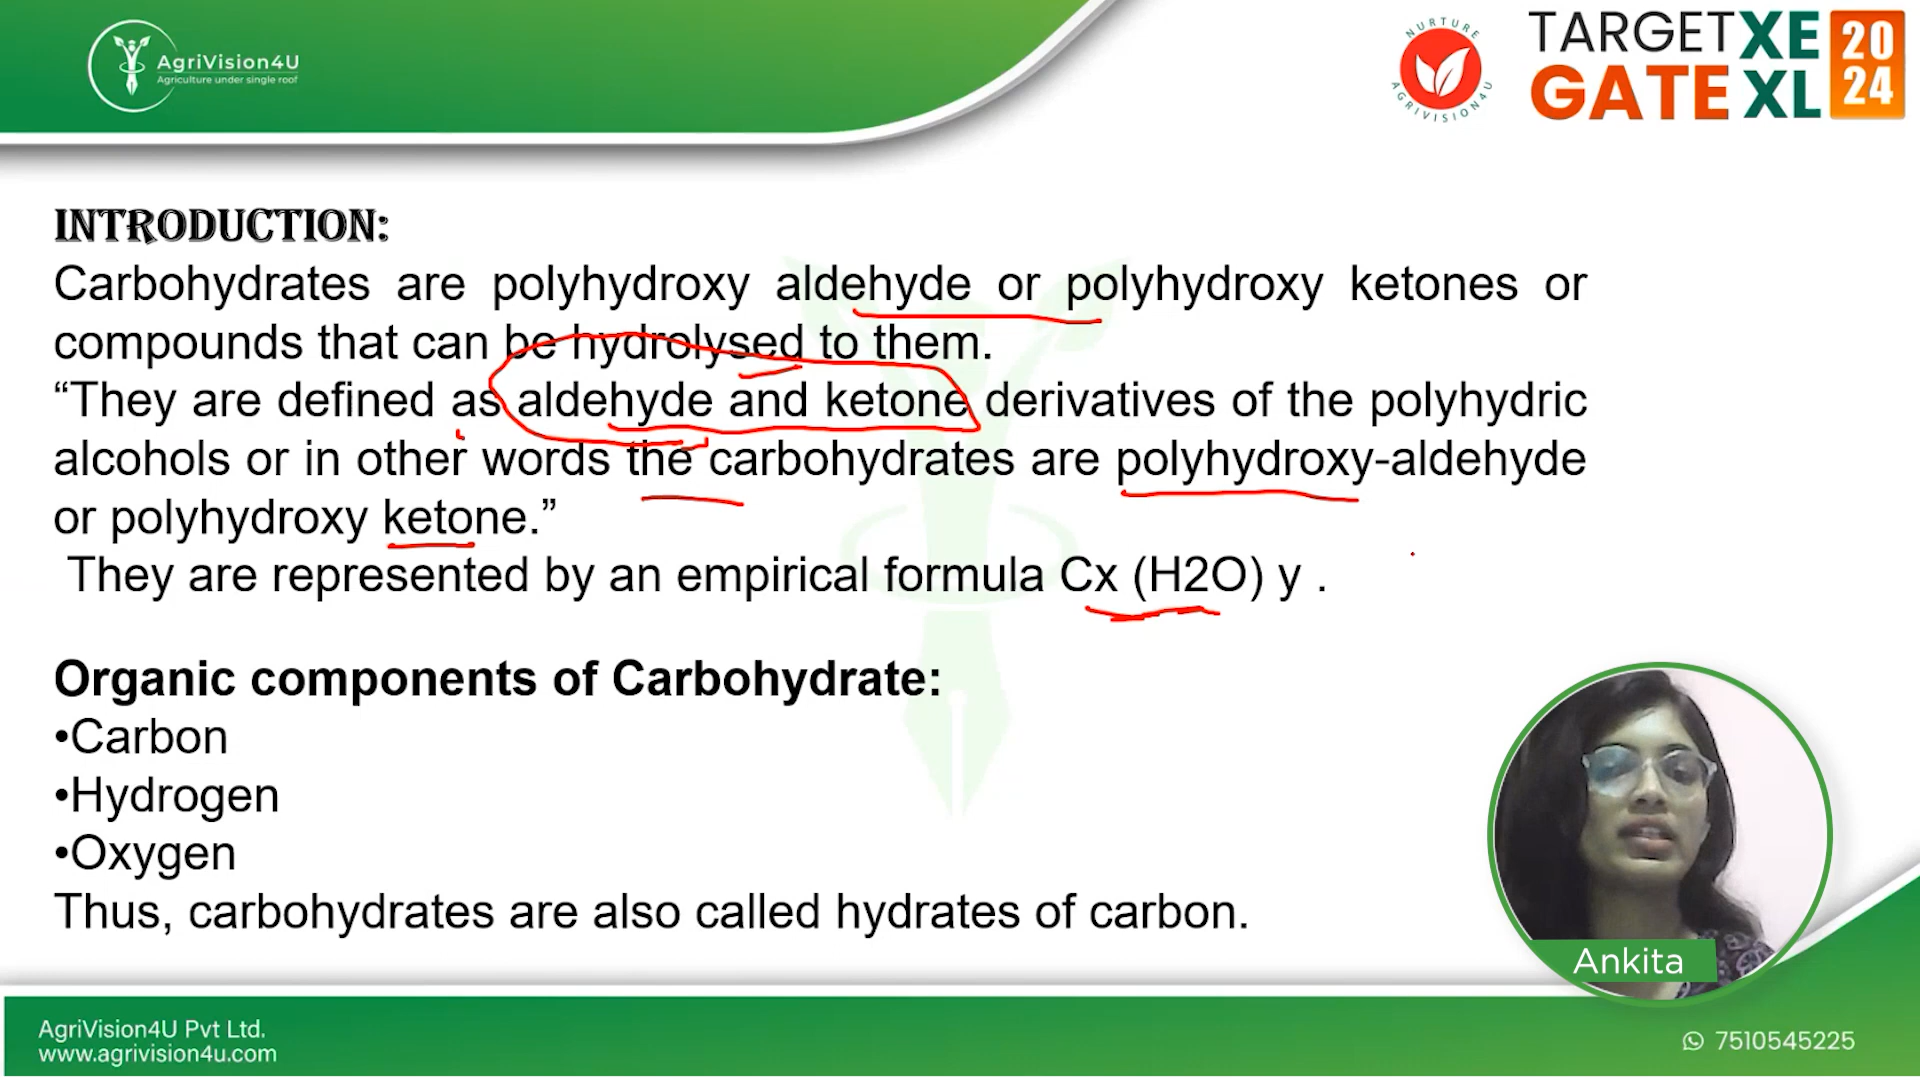 AgriVision4U
Agriculture under single roof
NURTURE
AGRIVISION4U
TARGET XE
GATE XL
20
24
INTRODUCTION:
Carbohydrates are polyhydroxy aldehyde or polyhydroxy ketones or
compounds that can be hydrolysed to them.
“They are defined as aldehyde and ketone derivatives of the polyhydric
alcohols or in other words the carbohydrates are polyhydroxy-aldehyde
or polyhydroxy ketone.”
They are represented by an empirical formula Cx (H2O) y .
Organic components of Carbohydrate:
•Carbon
•Hydrogen
•Oxygen
Thus, carbohydrates are also called hydrates of carbon.
Ankita
AgriVision4U Pvt Ltd.
www.agrivision4u.com
7510545225